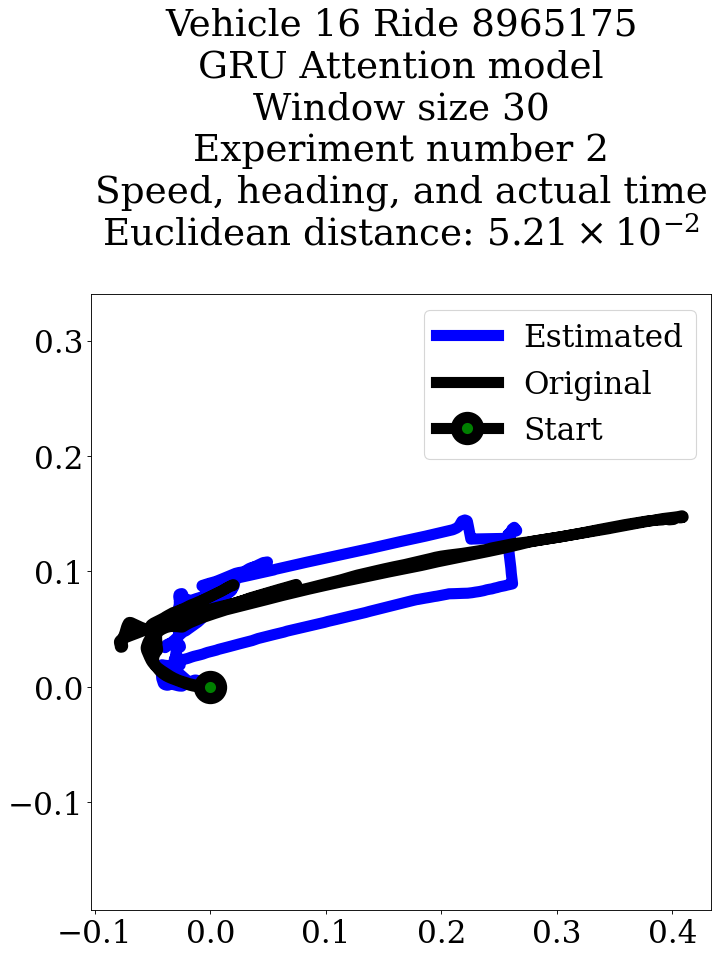 Vehicle 16 Ride 8965175
GRU Attention model
Window size 30
Experiment number 2
Speed, heading, and actual time
Euclidean distance: 5.21 × 10⁻²
Estimated
Original
Start
0.3
0.2
0.1
0.0
−0.1
−0.1 0.0 0.1 0.2 0.3 0.4